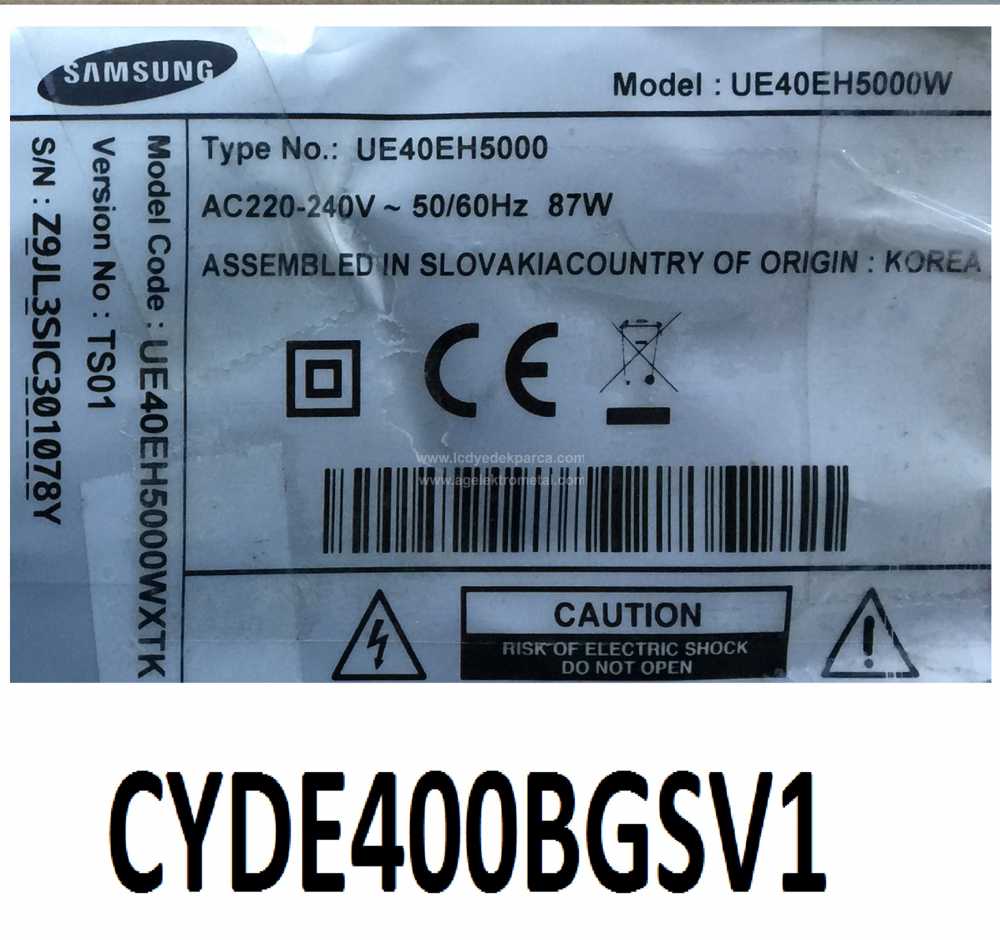 SAMSUNG
Model : UE40EH5000W
Type No.: UE40EH5000
AC220-240V ~ 50/60Hz 87W
ASSEMBLED IN SLOVAKIACOUNTRY OF ORIGIN : KOREA
Model Code : UE40EH5000WXTK
Version No : TS01
S/N : Z9JL3SIC301078Y
www.lcdyedekparca.com
www.agelektrometal.com
CAUTION
RISK OF ELECTRIC SHOCK
DO NOT OPEN
CYDE400BGSV1